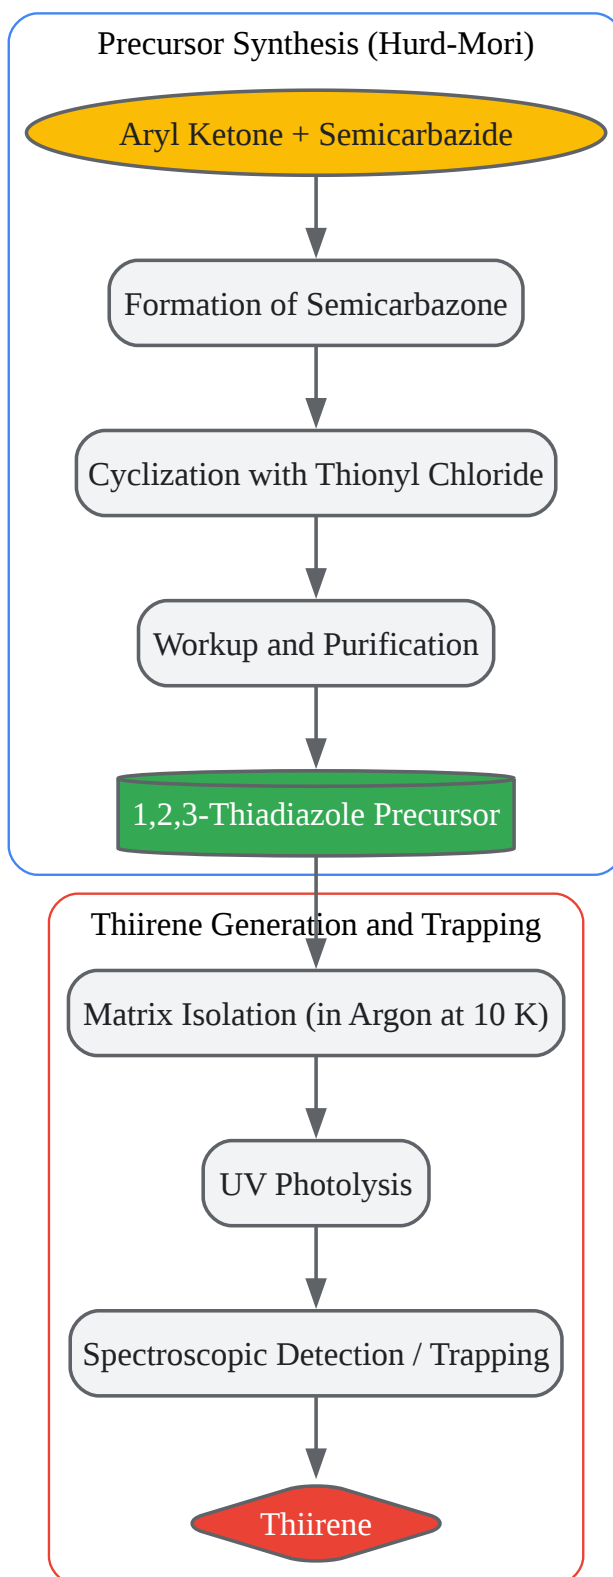 Precursor Synthesis (Hurd-Mori)
Aryl Ketone + Semicarbazide
Formation of Semicarbazone
Cyclization with Thionyl Chloride
Workup and Purification
1,2,3-Thiadiazole Precursor
Thiirene Generation and Trapping
Matrix Isolation (in Argon at 10 K)
UV Photolysis
Spectroscopic Detection / Trapping
Thiirene